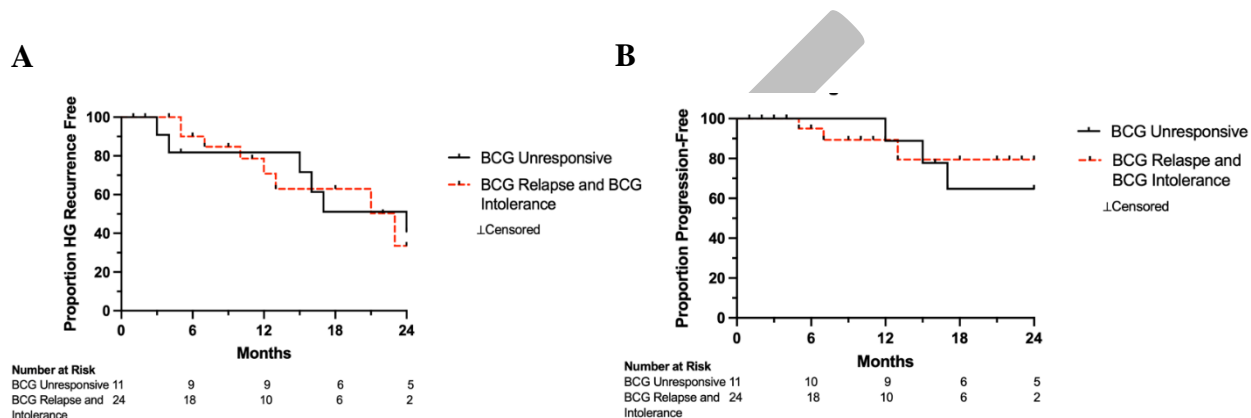 A
Proportion HG Recurrence Free
100
80
60
40
20
0
0 6 12 18 24
Months
BCG Unresponsive
BCG Relapse and BCG
Intolerance
⊥Censored
Number at Risk
BCG Unresponsive 11 9 9 6 5
BCG Relapse and 24 18 10 6 2
Intolerance
B
Proportion Progression-Free
100
80
60
40
20
0
0 6 12 18 24
Months
BCG Unresponsive
BCG Relaspe and
BCG Intolerance
⊥Censored
Number at Risk
BCG Unresponsive 11 10 9 6 5
BCG Relapse and 24 18 10 6 2
Intolerance